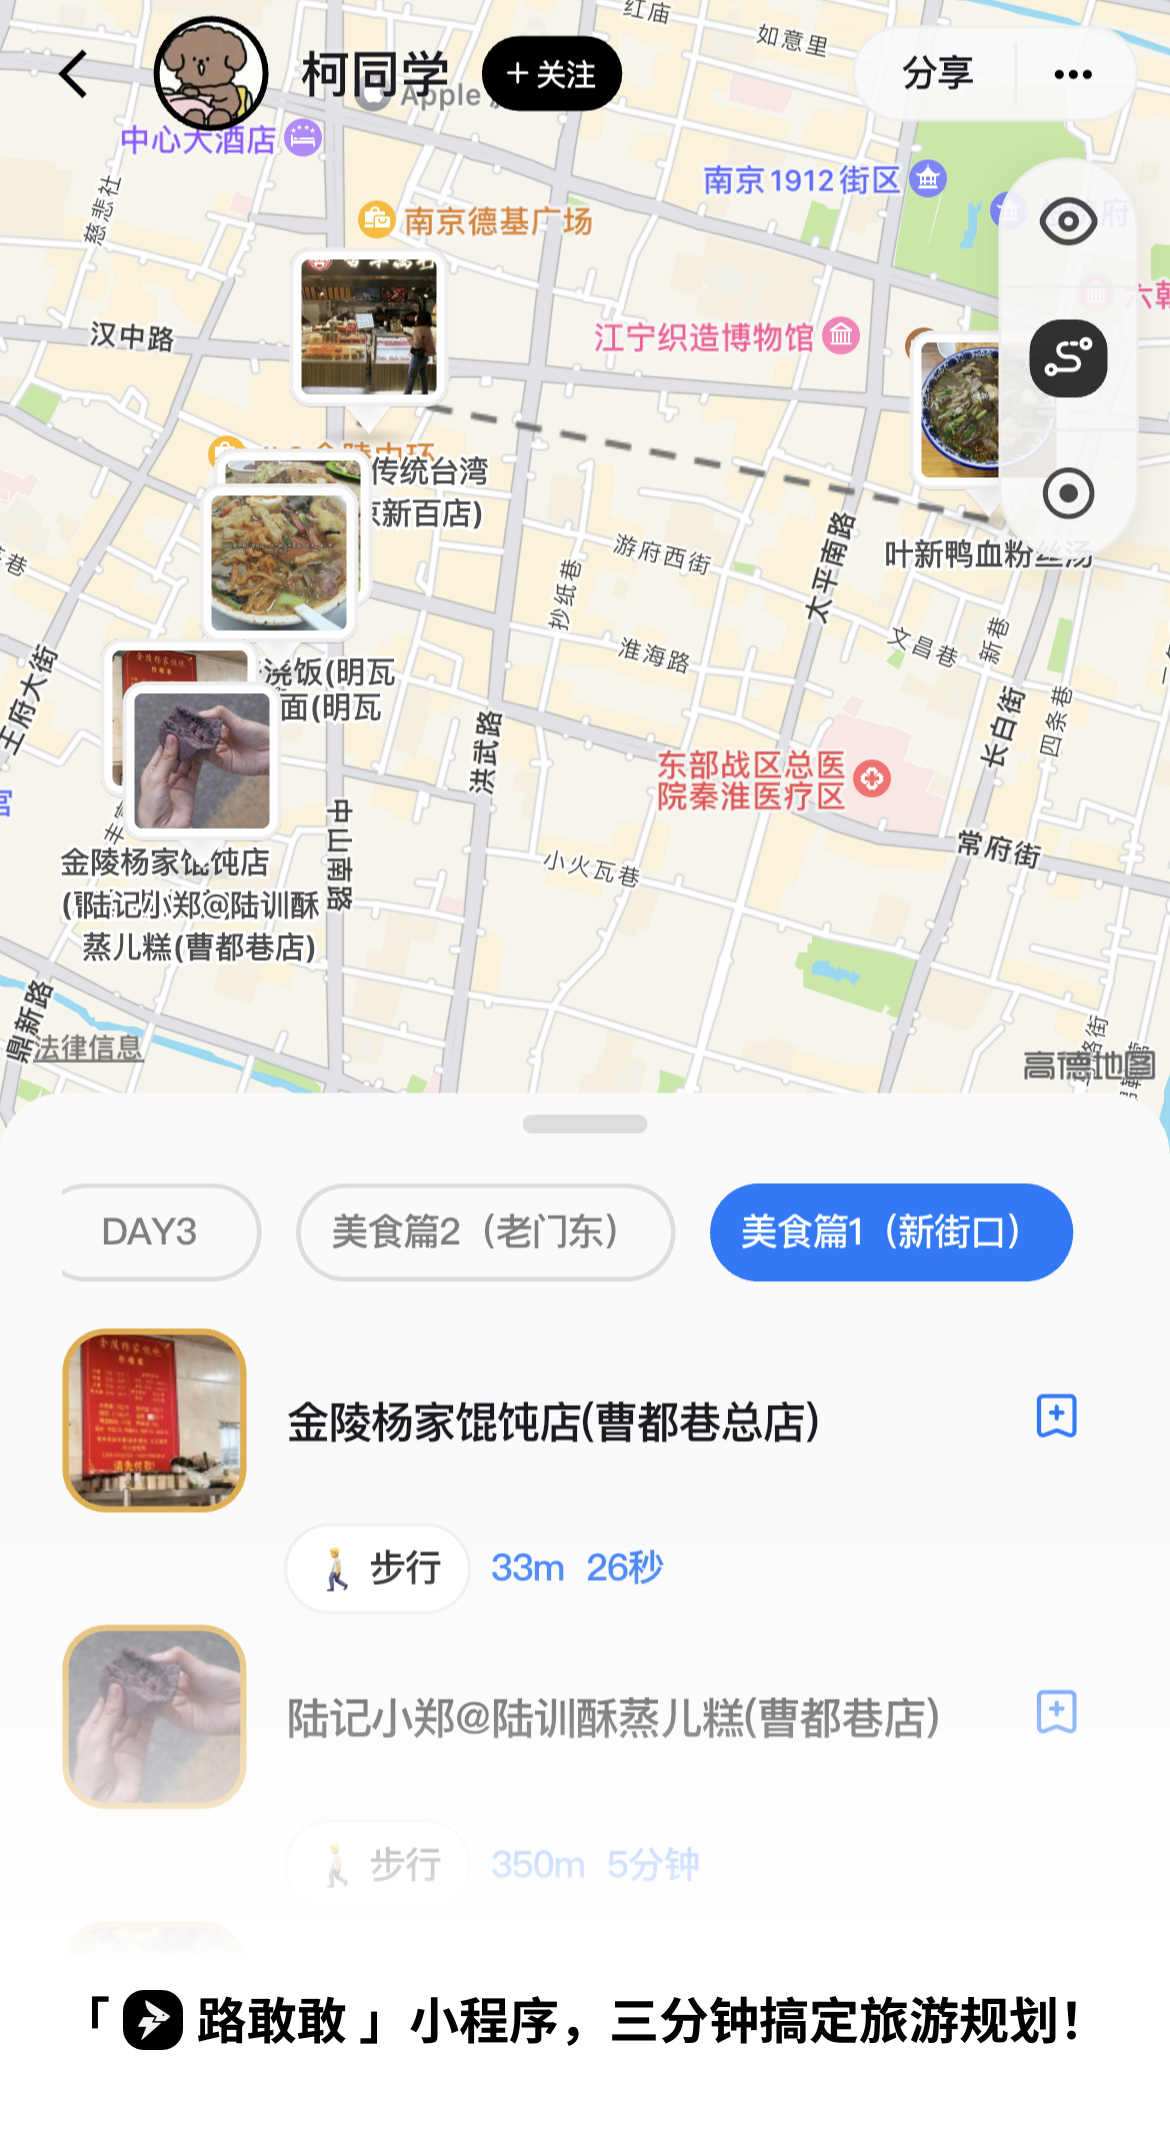 红庙
如意里
柯同学
+ 关注
分享
Apple
中心大酒店
南京1912街区
慈悲社
南京德基广场
汉中路
江宁织造博物馆
传统台湾
京新百店)
叶新鸭血粉丝汤
游府西街
太平南路
抄纸巷
淮海路
文昌巷
新巷
浇饭(明瓦
面(明瓦
王府大街
洪武路
长白街
四条巷
东部战区总医
院秦淮医疗区
中山南路
常府街
小火瓦巷
金陵杨家馄饨店
陆记小郑@陆训酥
蒸儿糕(曹都巷店)
鼎新路
法律信息
高德地图
DAY3
美食篇2（老门东）
美食篇1（新街口）
金陵杨家馄饨店(曹都巷总店)
步行 33m 26秒
陆记小郑@陆训酥蒸儿糕(曹都巷店)
步行 350m 5分钟
「 路敢敢 」小程序，三分钟搞定旅游规划！